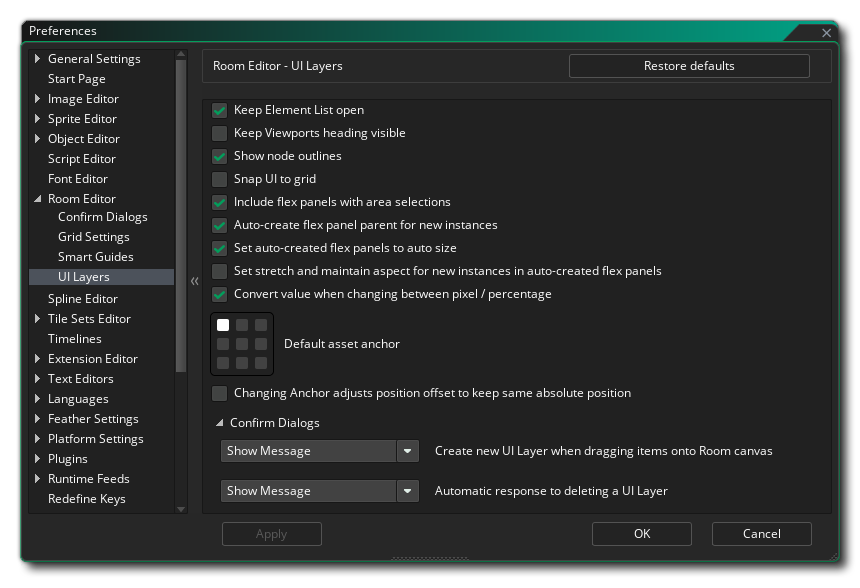 Preferences
General Settings
Start Page
Image Editor
Sprite Editor
Object Editor
Script Editor
Font Editor
Room Editor
Confirm Dialogs
Grid Settings
Smart Guides
UI Layers
Spline Editor
Tile Sets Editor
Timelines
Extension Editor
Text Editors
Languages
Feather Settings
Platform Settings
Plugins
Runtime Feeds
Redefine Keys
Room Editor - UI Layers
Restore defaults
Keep Element List open
Keep Viewports heading visible
Show node outlines
Snap UI to grid
Include flex panels with area selections
Auto-create flex panel parent for new instances
Set auto-created flex panels to auto size
Set stretch and maintain aspect for new instances in auto-created flex panels
Convert value when changing between pixel / percentage
Default asset anchor
Changing Anchor adjusts position offset to keep same absolute position
Confirm Dialogs
Show Message Create new UI Layer when dragging items onto Room canvas
Show Message Automatic response to deleting a UI Layer
Apply OK Cancel